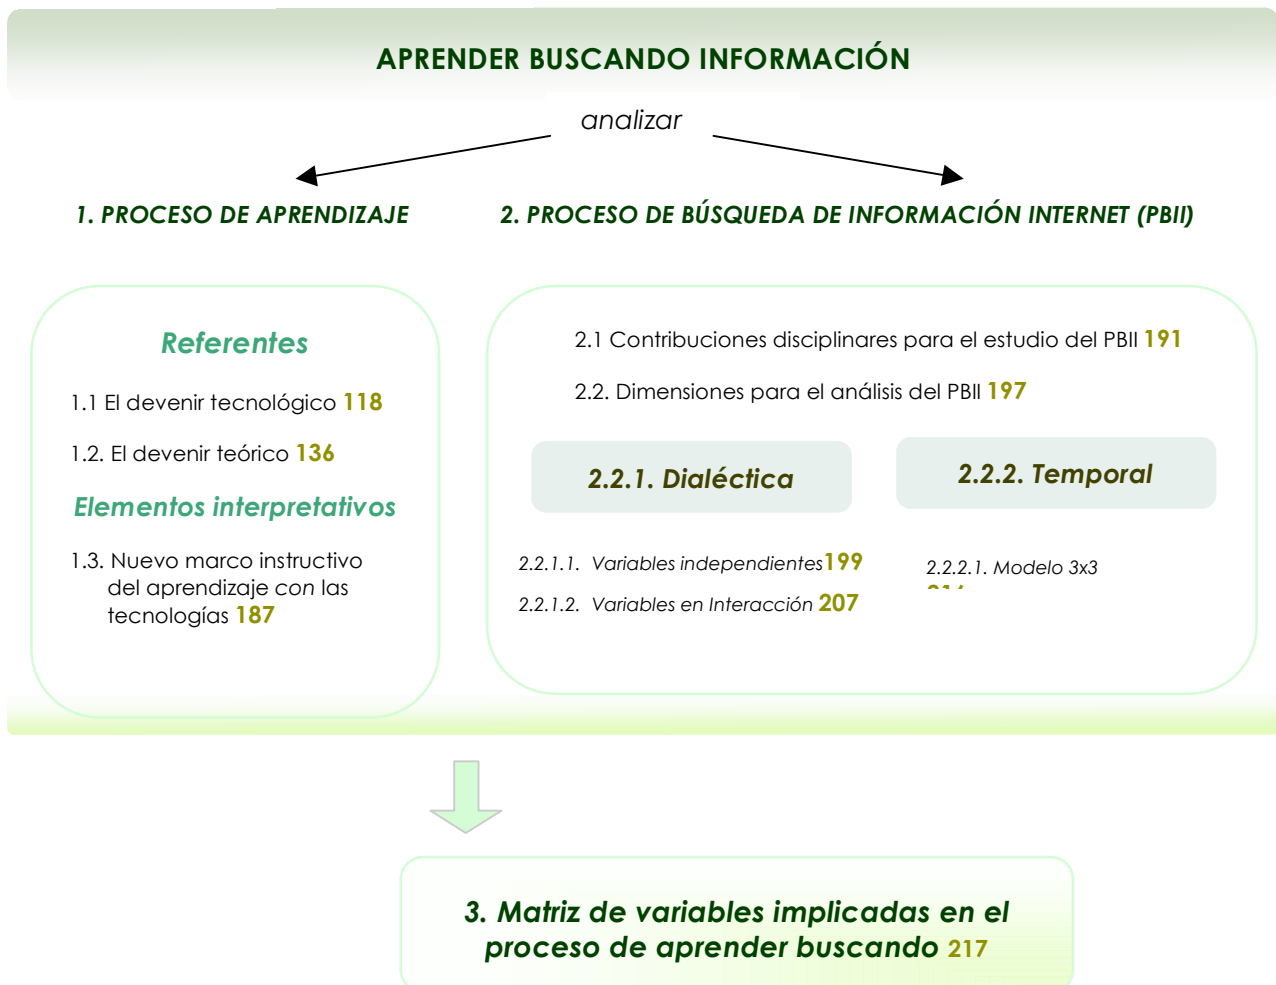 APRENDER BUSCANDO INFORMACIÓN
analizar
1. PROCESO DE APRENDIZAJE
2. PROCESO DE BÚSQUEDA DE INFORMACIÓN INTERNET (PBII)
Referentes
1.1 El devenir tecnológico 118
1.2. El devenir teórico 136
Elementos interpretativos
1.3. Nuevo marco instructivo
del aprendizaje con las
tecnologías 187
2.1 Contribuciones disciplinares para el estudio del PBII 191
2.2. Dimensiones para el análisis del PBII 197
2.2.1. Dialéctica
2.2.1.1. Variables independientes199
2.2.1.2. Variables en Interacción 207
2.2.2. Temporal
2.2.2.1. Modelo 3x3
3. Matriz de variables implicadas en el
proceso de aprender buscando 217